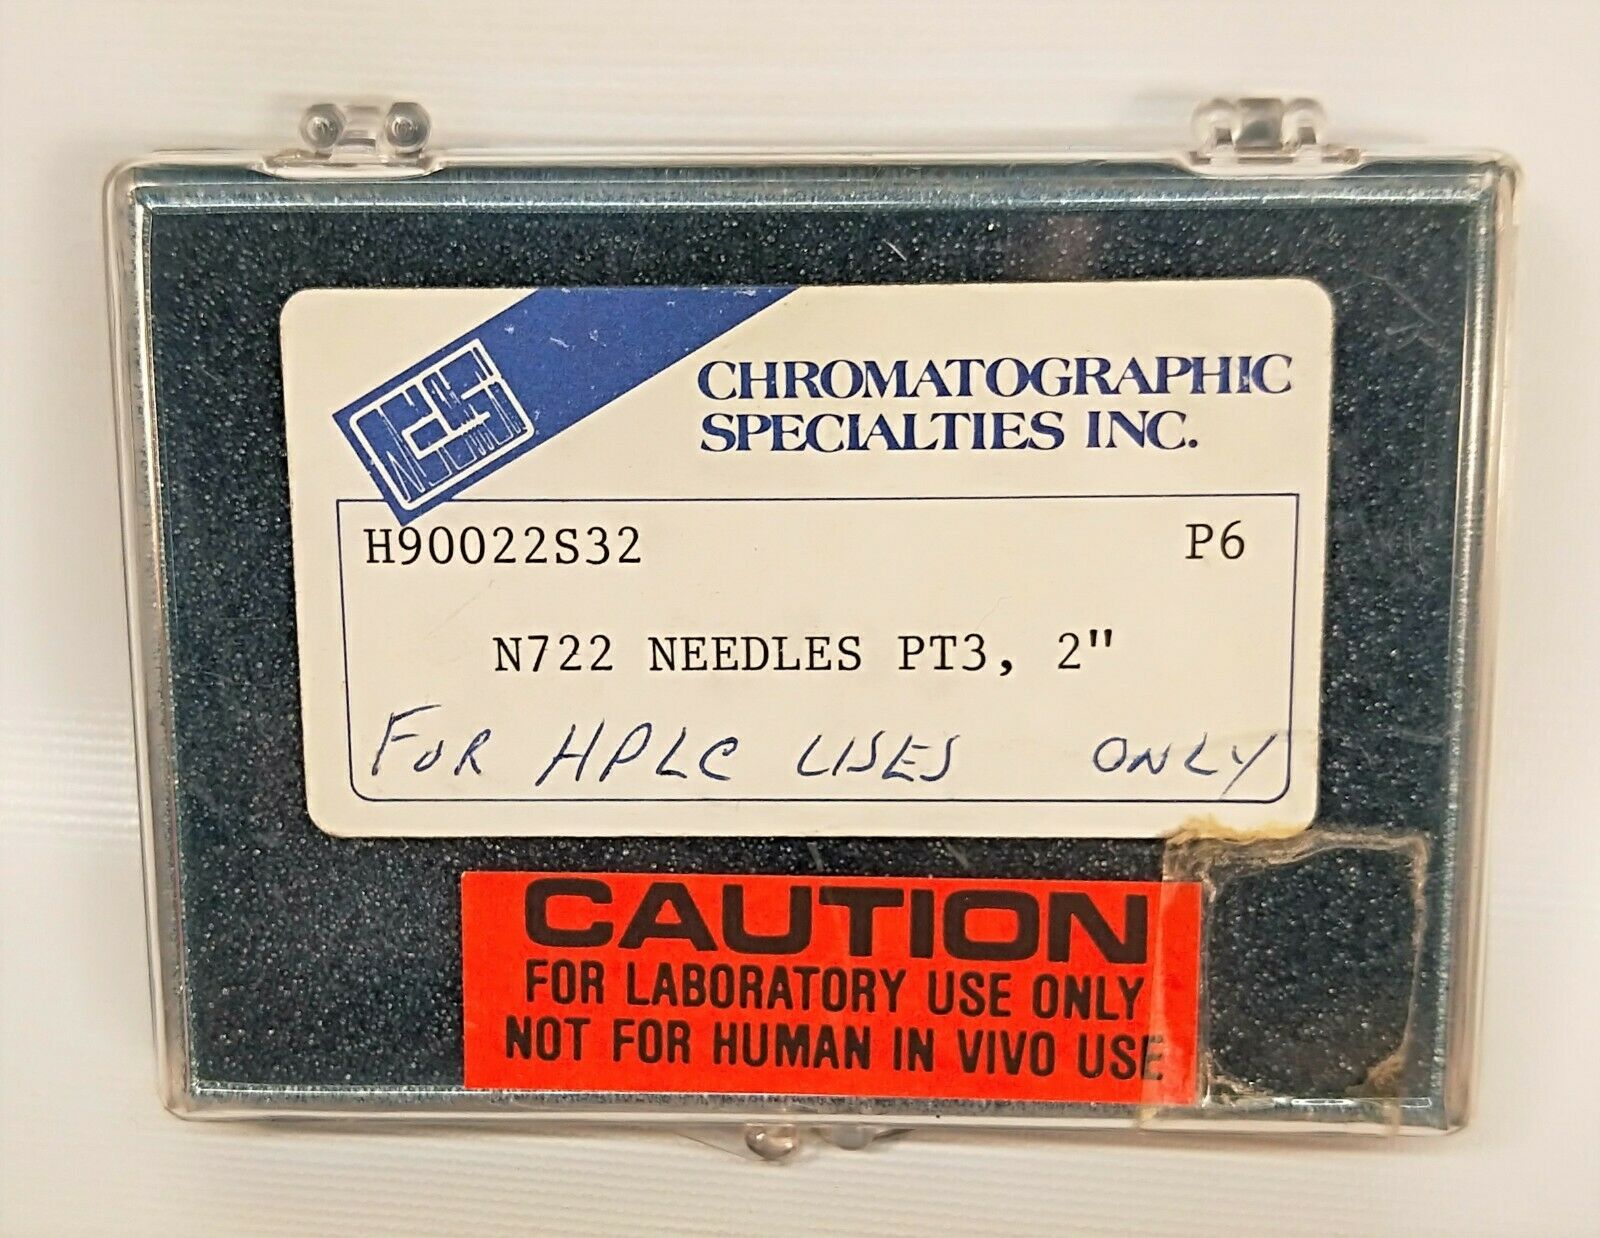 CS
CHROMATOGRAPHIC
SPECIALTIES INC.
H90022S32 P6
N722 NEEDLES PT3, 2"
FOR HPLC USES ONLY
CAUTION
FOR LABORATORY USE ONLY
NOT FOR HUMAN IN VIVO USE